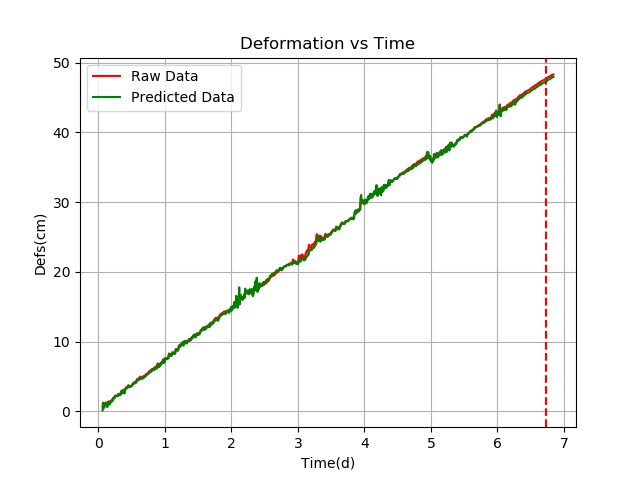 Deformation vs Time
Raw Data
Predicted Data
50
40
30
20
10
0
Defs(cm)
0 1 2 3 4 5 6 7
Time(d)